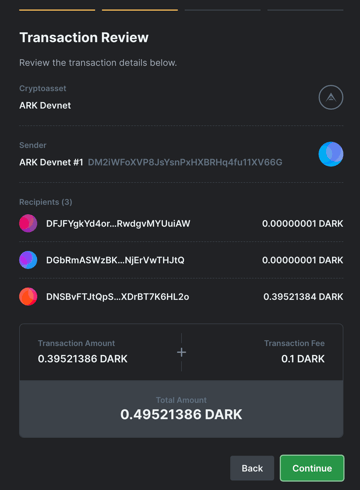 Transaction Review
Review the transaction details below.
Cryptoasset
ARK Devnet
Sender
ARK Devnet #1 DM2iWFoXVP8JsYsnPxHXBRHq4fu11XV66G
Recipients (3)
DFJFYgkYd4or...RwdgvMYUuiAW 0.00000001 DARK
DGbRmASWzBK...NjErVwTHJtQ 0.00000001 DARK
DNSBvFTJtQpS...XDrBT7K6HL2o 0.39521384 DARK
Transaction Amount Transaction Fee
0.39521386 DARK + 0.1 DARK
Total Amount
0.49521386 DARK
Back Continue